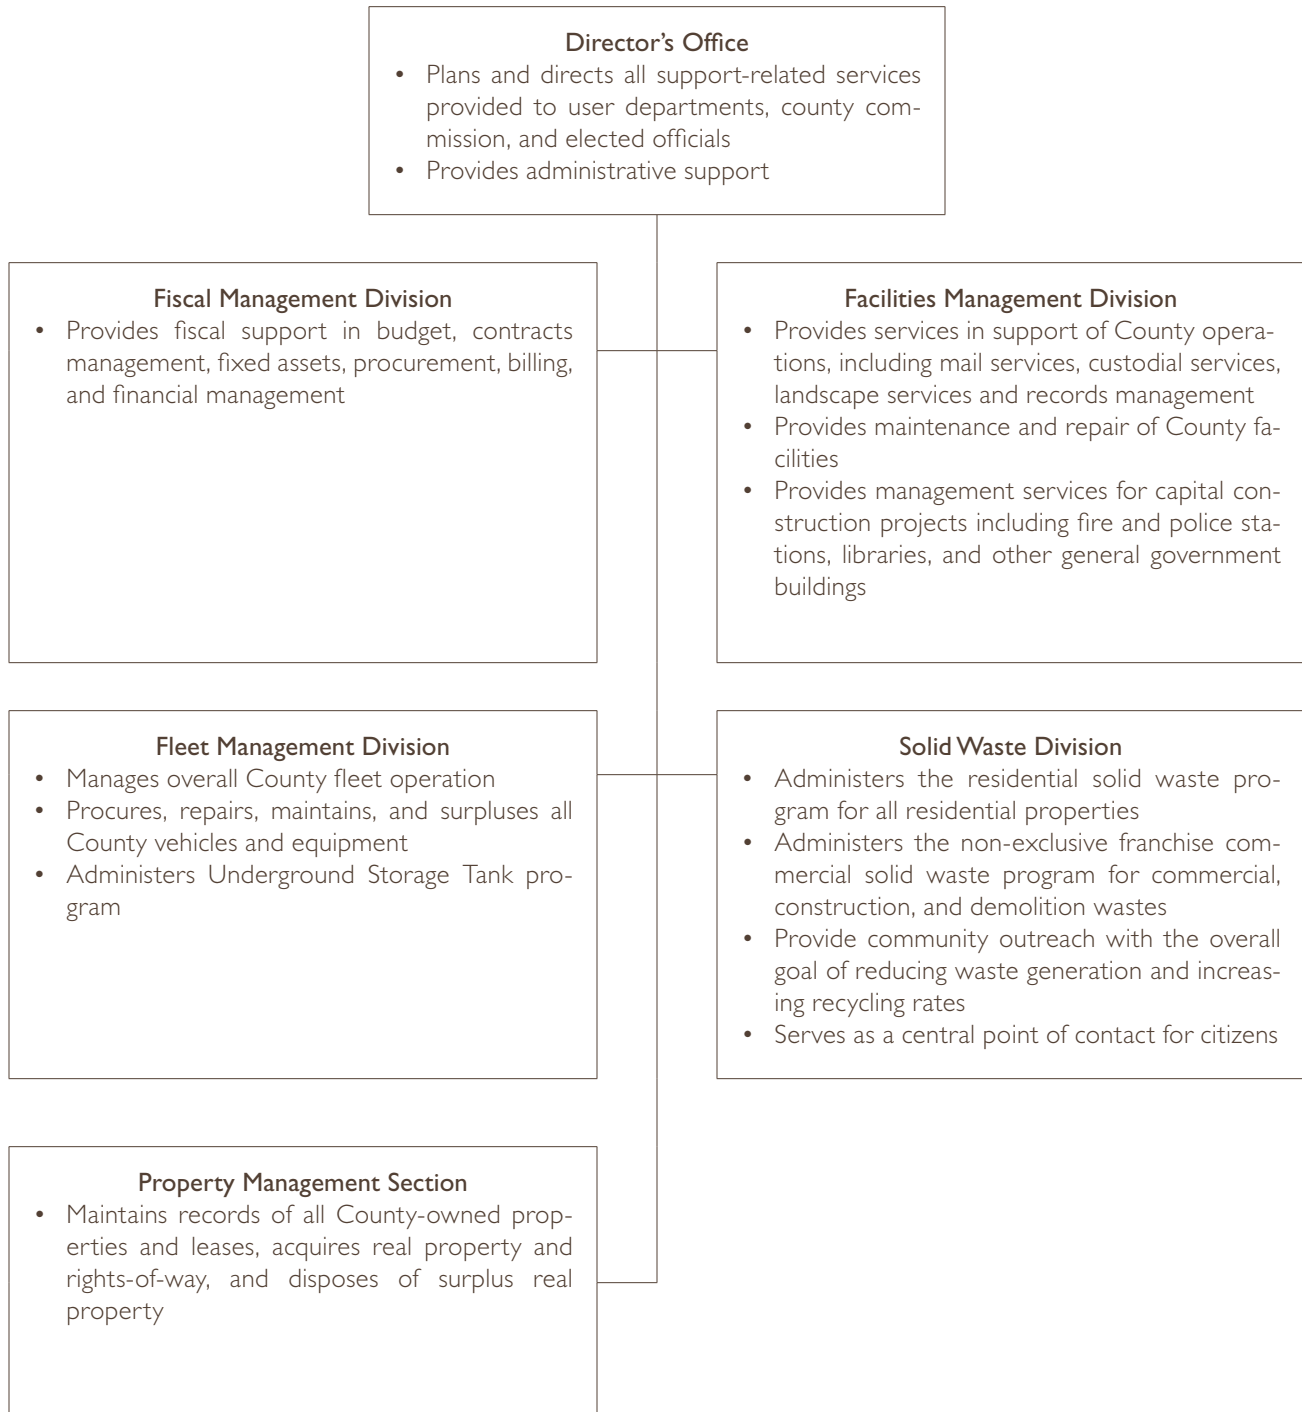 Director's Office
• Plans and directs all support-related services
provided to user departments, county com-
mission, and elected officials
• Provides administrative support
Fiscal Management Division
• Provides fiscal support in budget, contracts
management, fixed assets, procurement, billing,
and financial management
Facilities Management Division
• Provides services in support of County opera-
tions, including mail services, custodial services,
landscape services and records management
• Provides maintenance and repair of County fa-
cilities
• Provides management services for capital con-
struction projects including fire and police sta-
tions, libraries, and other general government
buildings
Fleet Management Division
• Manages overall County fleet operation
• Procures, repairs, maintains, and surpluses all
County vehicles and equipment
• Administers Underground Storage Tank pro-
gram
Solid Waste Division
• Administers the residential solid waste pro-
gram for all residential properties
• Administers the non-exclusive franchise com-
mercial solid waste program for commercial,
construction, and demolition wastes
• Provide community outreach with the overall
goal of reducing waste generation and increas-
ing recycling rates
• Serves as a central point of contact for citizens
Property Management Section
• Maintains records of all County-owned prop-
erties and leases, acquires real property and
rights-of-way, and disposes of surplus real
property